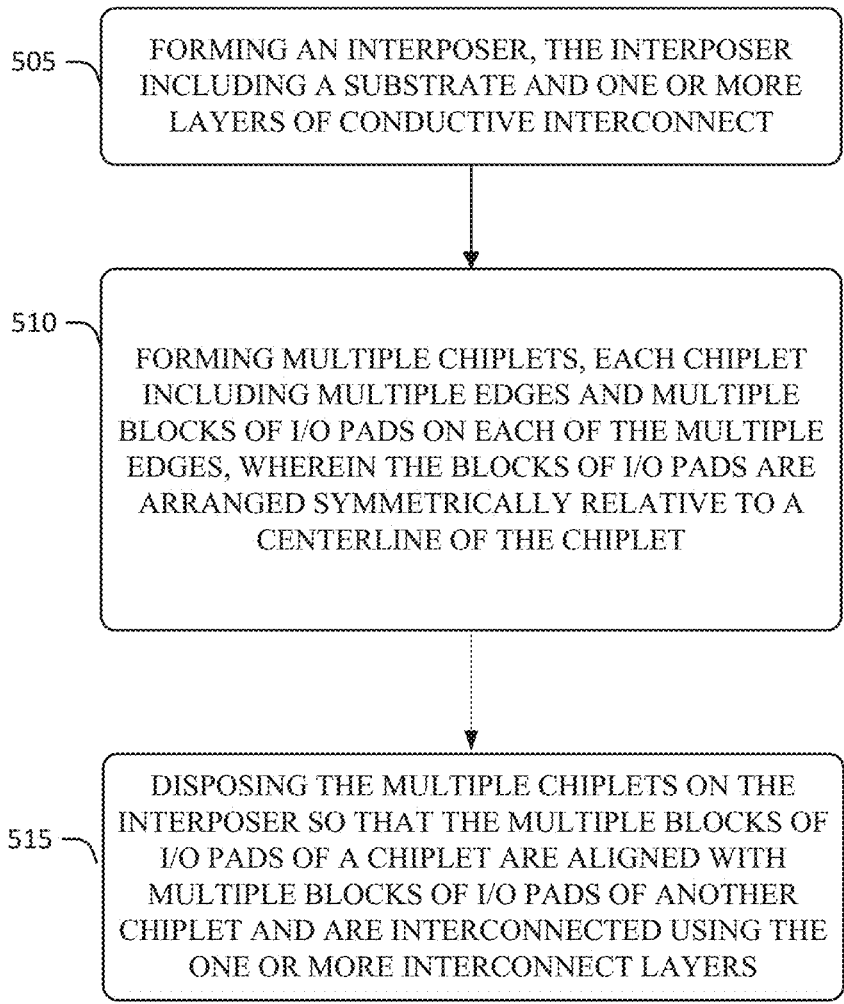 505
FORMING AN INTERPOSER, THE INTERPOSER
INCLUDING A SUBSTRATE AND ONE OR MORE
LAYERS OF CONDUCTIVE INTERCONNECT
510
FORMING MULTIPLE CHIPLETS, EACH CHIPLET
INCLUDING MULTIPLE EDGES AND MULTIPLE
BLOCKS OF I/O PADS ON EACH OF THE MULTIPLE
EDGES, WHEREIN THE BLOCKS OF I/O PADS ARE
ARRANGED SYMMETRICALLY RELATIVE TO A
CENTERLINE OF THE CHIPLET
515
DISPOSING THE MULTIPLE CHIPLETS ON THE
INTERPOSER SO THAT THE MULTIPLE BLOCKS OF
I/O PADS OF A CHIPLET ARE ALIGNED WITH
MULTIPLE BLOCKS OF I/O PADS OF ANOTHER
CHIPLET AND ARE INTERCONNECTED USING THE
ONE OR MORE INTERCONNECT LAYERS